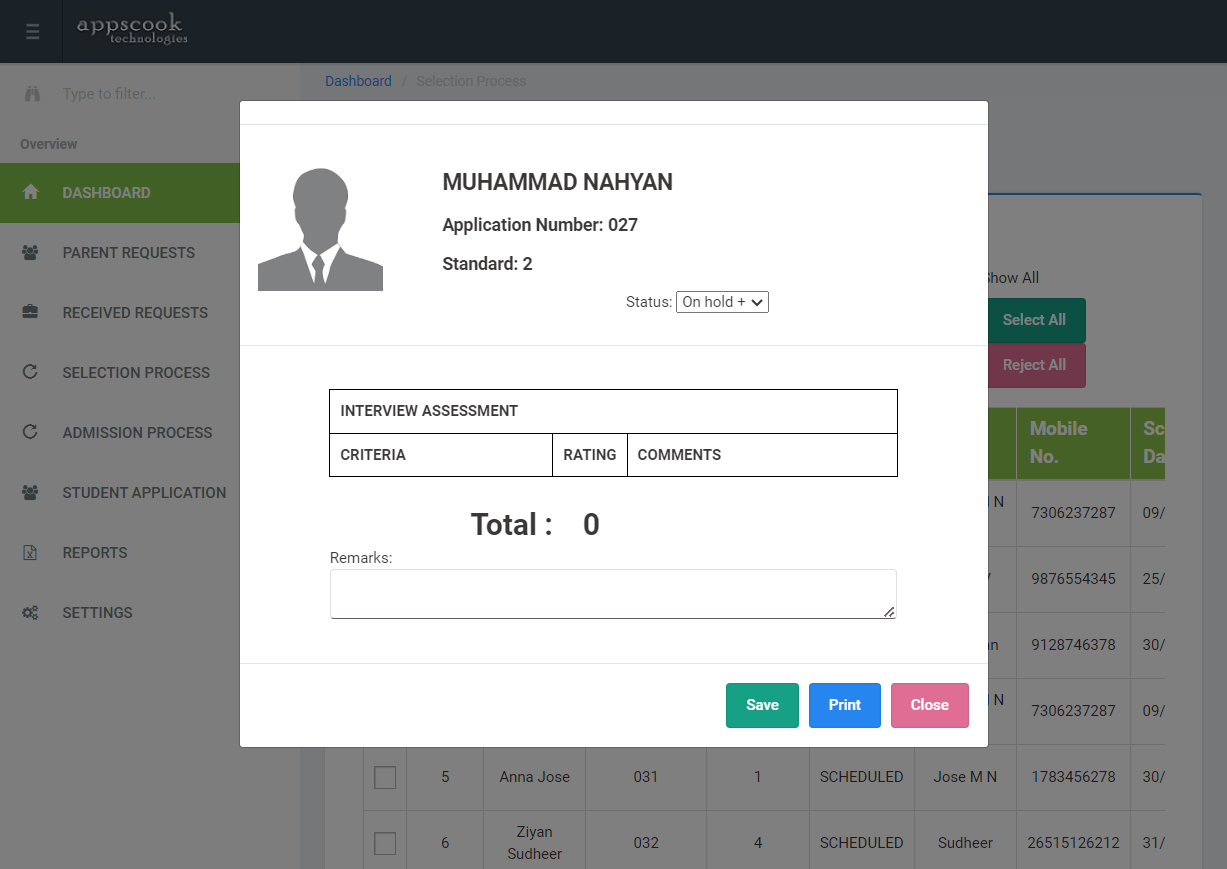 appscook
technologies
Type to filter...
Dashboard / Selection Process
Overview
DASHBOARD
PARENT REQUESTS
RECEIVED REQUESTS
SELECTION PROCESS
ADMISSION PROCESS
STUDENT APPLICATION
REPORTS
SETTINGS
MUHAMMAD NAHYAN
Application Number: 027
Standard: 2
Status: On hold +
INTERVIEW ASSESSMENT
CRITERIA RATING COMMENTS
Total : 0
Remarks:
Save Print Close
Show All
Select All
Reject All
Mobile
No.
Sc
Da
N 7306237287 09/
9876554345 25/
9128746378 30/
N 7306237287 09/
5 Anna Jose 031 1 SCHEDULED Jose M N 1783456278 30/
6 Ziyan
Sudheer 032 4 SCHEDULED Sudheer 26515126212 31/